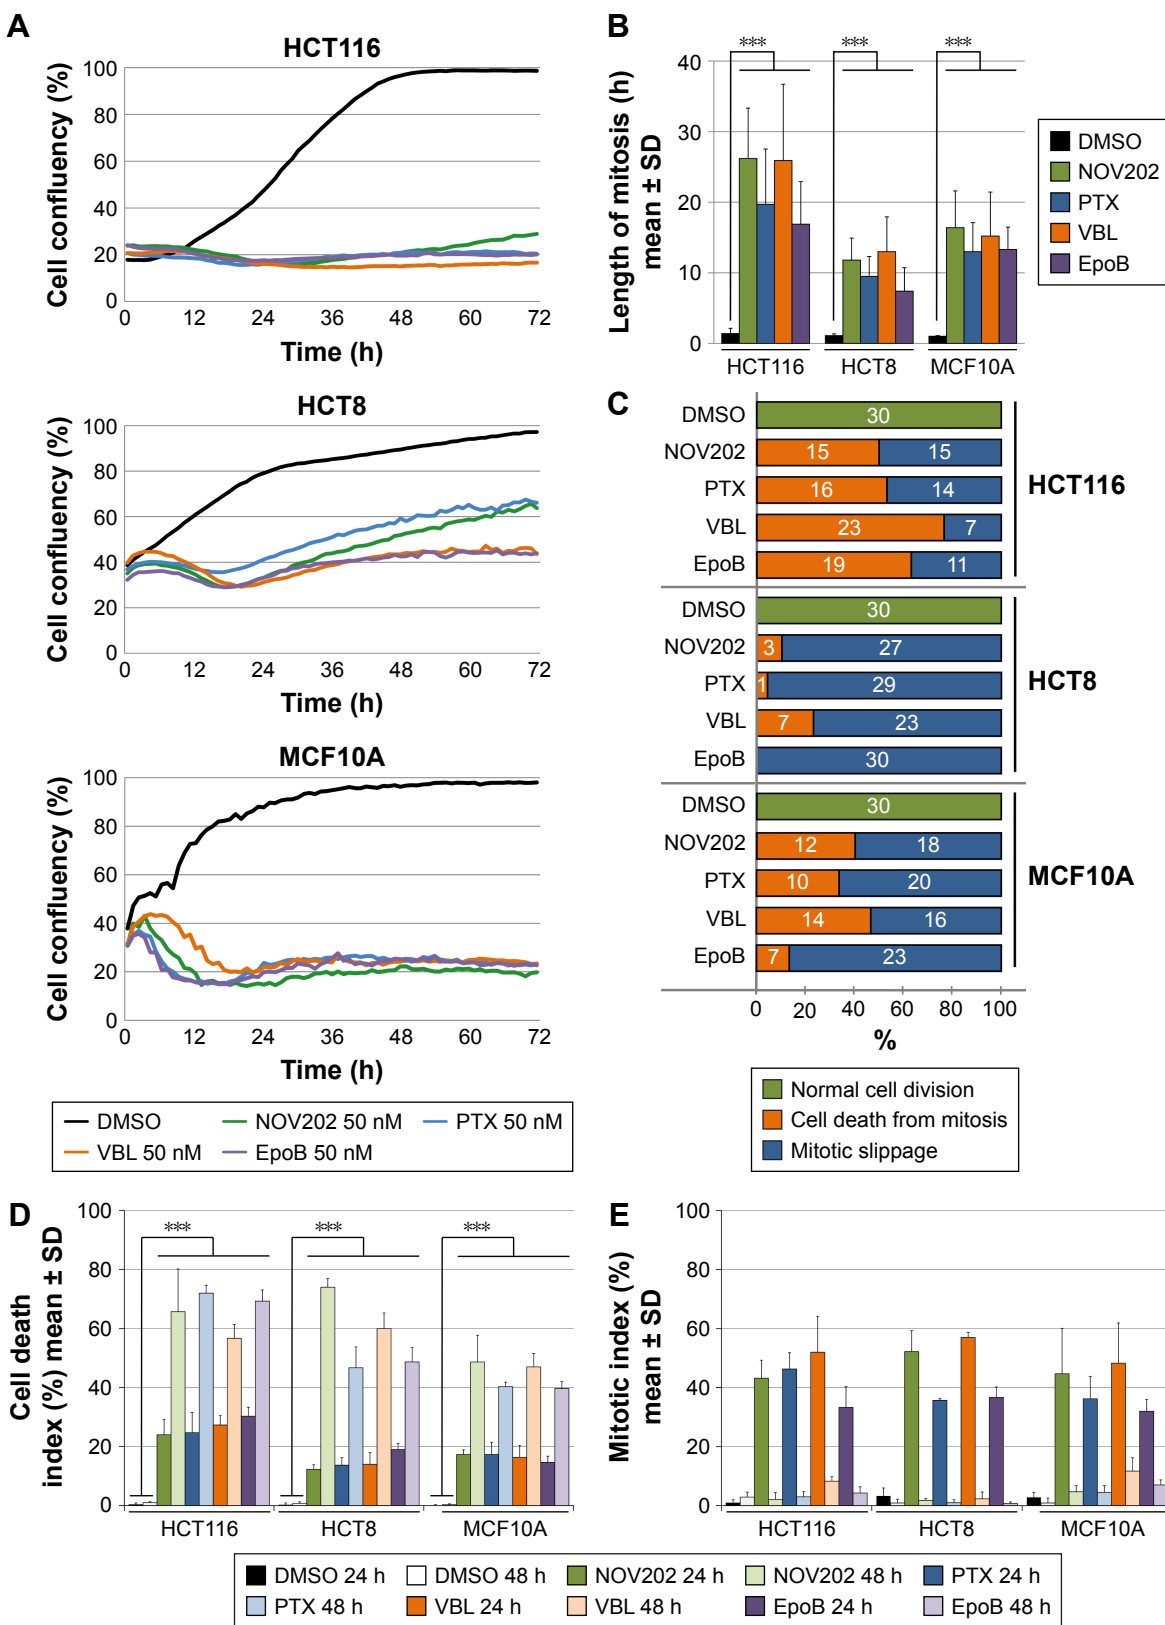 A
HCT116
Cell confluency (%)
100
80
60
40
20
0
0 12 24 36 48 60 72
Time (h)
HCT8
Cell confluency (%)
100
80
60
40
20
0
0 12 24 36 48 60 72
Time (h)
MCF10A
Cell confluency (%)
100
80
60
40
20
0
0 12 24 36 48 60 72
Time (h)
DMSO NOV202 50 nM PTX 50 nM
VBL 50 nM EpoB 50 nM
B
Length of mitosis (h)
mean ± SD
40
30
20
10
0
*** *** ***
HCT116 HCT8 MCF10A
DMSO
NOV202
PTX
VBL
EpoB
C
DMSO 30
NOV202 15 15
PTX 16 14
VBL 23 7
EpoB 19 11
HCT116
DMSO 30
NOV202 3 27
PTX 1 29
VBL 7 23
EpoB 30
HCT8
DMSO 30
NOV202 12 18
PTX 10 20
VBL 14 16
EpoB 7 23
MCF10A
0 20 40 60 80 100
%
Normal cell division
Cell death from mitosis
Mitotic slippage
D
Cell death
index (%) mean ± SD
100
80
60
40
20
0
*** *** ***
HCT116 HCT8 MCF10A
E
Mitotic index (%)
mean ± SD
100
80
60
40
20
0
HCT116 HCT8 MCF10A
DMSO 24 h DMSO 48 h NOV202 24 h NOV202 48 h PTX 24 h
PTX 48 h VBL 24 h VBL 48 h EpoB 24 h EpoB 48 h